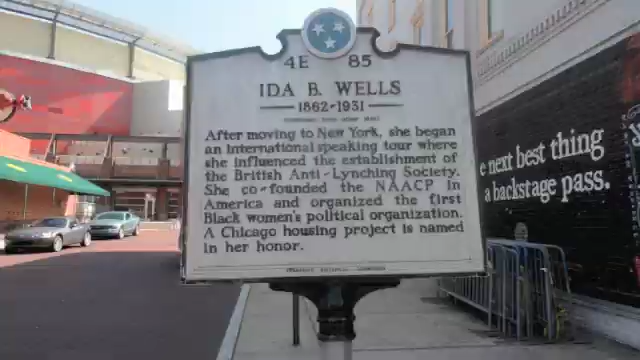 4E 85
IDA B. WELLS
1862-1931
After moving to New York, she began
an international speaking tour where
she influenced the establishment of
the British Anti-Lynching Society.
She co-founded the NAACP in
America and organized the first
Black women's political organization.
A Chicago housing project is named
in her honor.
e next best thing
a backstage pass.